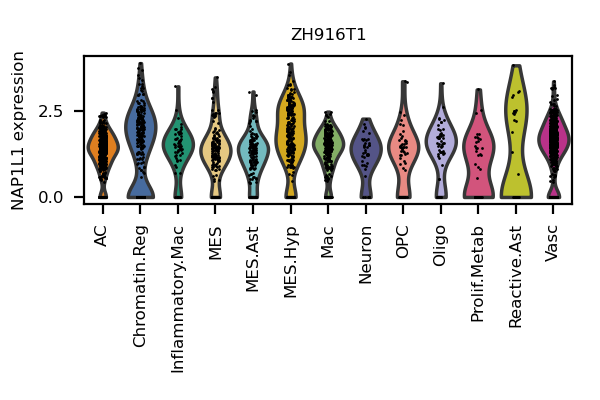 ZH916T1
NAP1L1 expression
2.5
0.0
AC
Chromatin.Reg
Inflammatory.Mac
MES
MES.Ast
MES.Hyp
Mac
Neuron
OPC
Oligo
Prolif.Metab
Reactive.Ast
Vasc